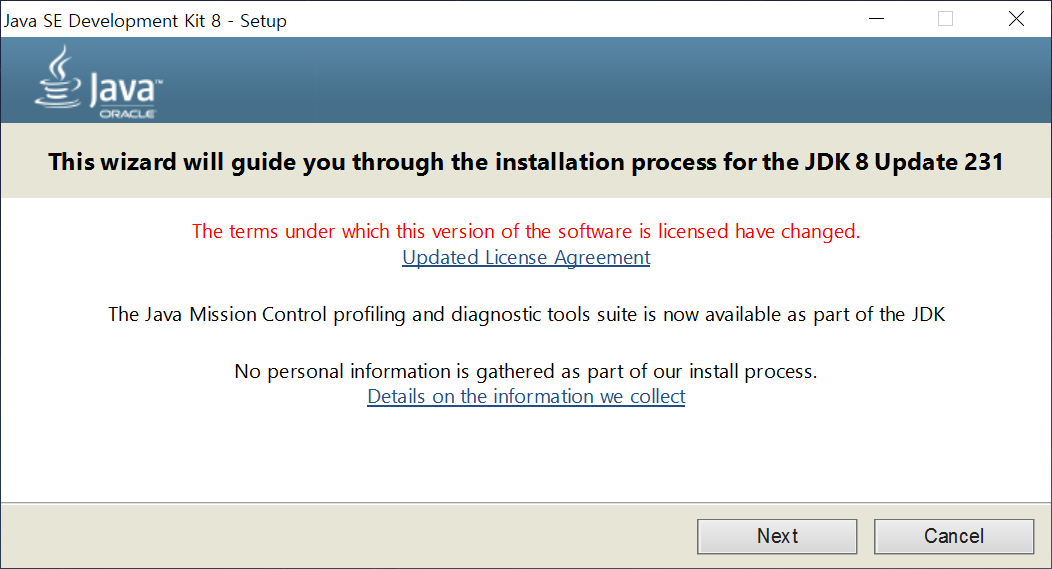 Java SE Development Kit 8 - Setup
Java™
ORACLE
This wizard will guide you through the installation process for the JDK 8 Update 231
The terms under which this version of the software is licensed have changed.
Updated License Agreement
The Java Mission Control profiling and diagnostic tools suite is now available as part of the JDK
No personal information is gathered as part of our install process.
Details on the information we collect
Next
Cancel